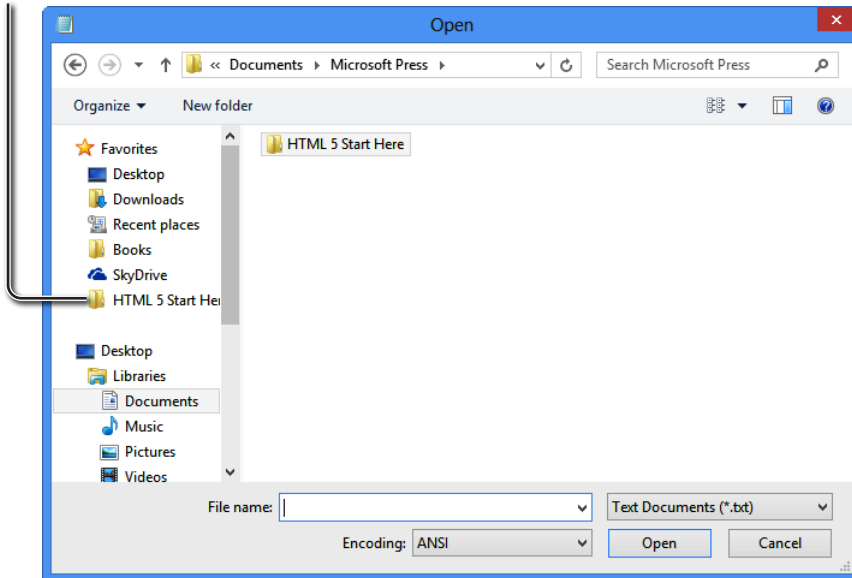 Open
« Documents Microsoft Press
Search Microsoft Press
Organize
New folder
Favorites
Desktop
Downloads
Recent places
Books
SkyDrive
HTML 5 Start Her
Desktop
Libraries
Documents
Music
Pictures
Videos
HTML 5 Start Here
File name:
Text Documents (*.txt)
Encoding: ANSI
Open
Cancel